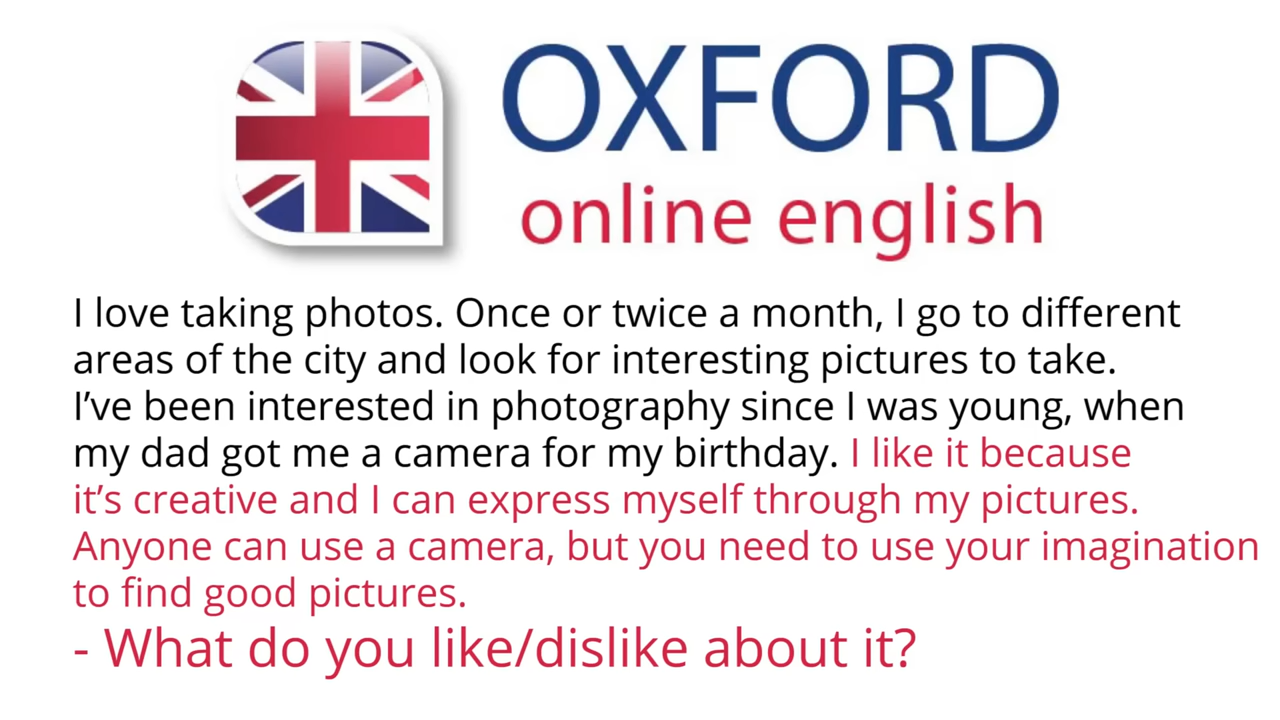 OXFORD
online english
I love taking photos. Once or twice a month, I go to different
areas of the city and look for interesting pictures to take.
I’ve been interested in photography since I was young, when
my dad got me a camera for my birthday. I like it because
it’s creative and I can express myself through my pictures.
Anyone can use a camera, but you need to use your imagination
to find good pictures.
- What do you like/dislike about it?